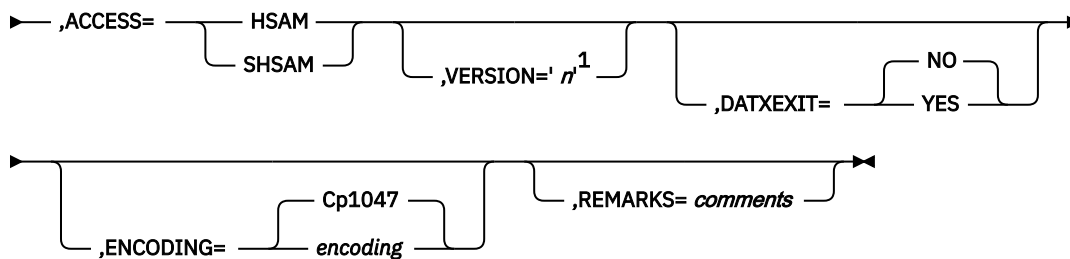 ,ACCESS= HSAM
SHSAM
,VERSION=' n'1
,DATXEXIT= NO
YES
,ENCODING= Cp1047
encoding
,REMARKS= comments